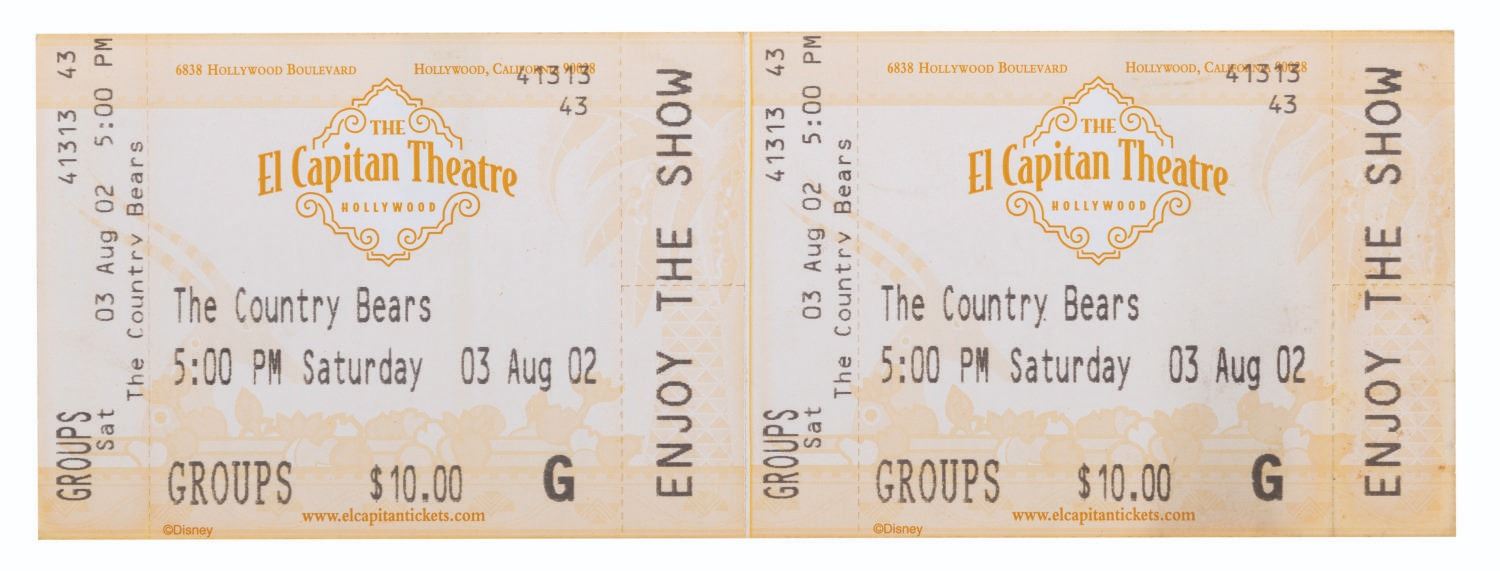 41313 43
03 Aug 02 5:00 PM
The Country Bears
GROUPS
Sat
6838 HOLLYWOOD BOULEVARD HOLLYWOOD, CALIFORNIA 90028
41313
43
THE
El Capitan Theatre
HOLLYWOOD
The Country Bears
5:00 PM Saturday 03 Aug 02
GROUPS $10.00 G
www.elcapitantickets.com
©Disney
ENJOY THE SHOW
41313 43
03 Aug 02 5:00 PM
The Country Bears
GROUPS
Sat
6838 HOLLYWOOD BOULEVARD HOLLYWOOD, CALIFORNIA 90028
41313
43
THE
El Capitan Theatre
HOLLYWOOD
The Country Bears
5:00 PM Saturday 03 Aug 02
GROUPS $10.00 G
www.elcapitantickets.com
©Disney
ENJOY THE SHOW